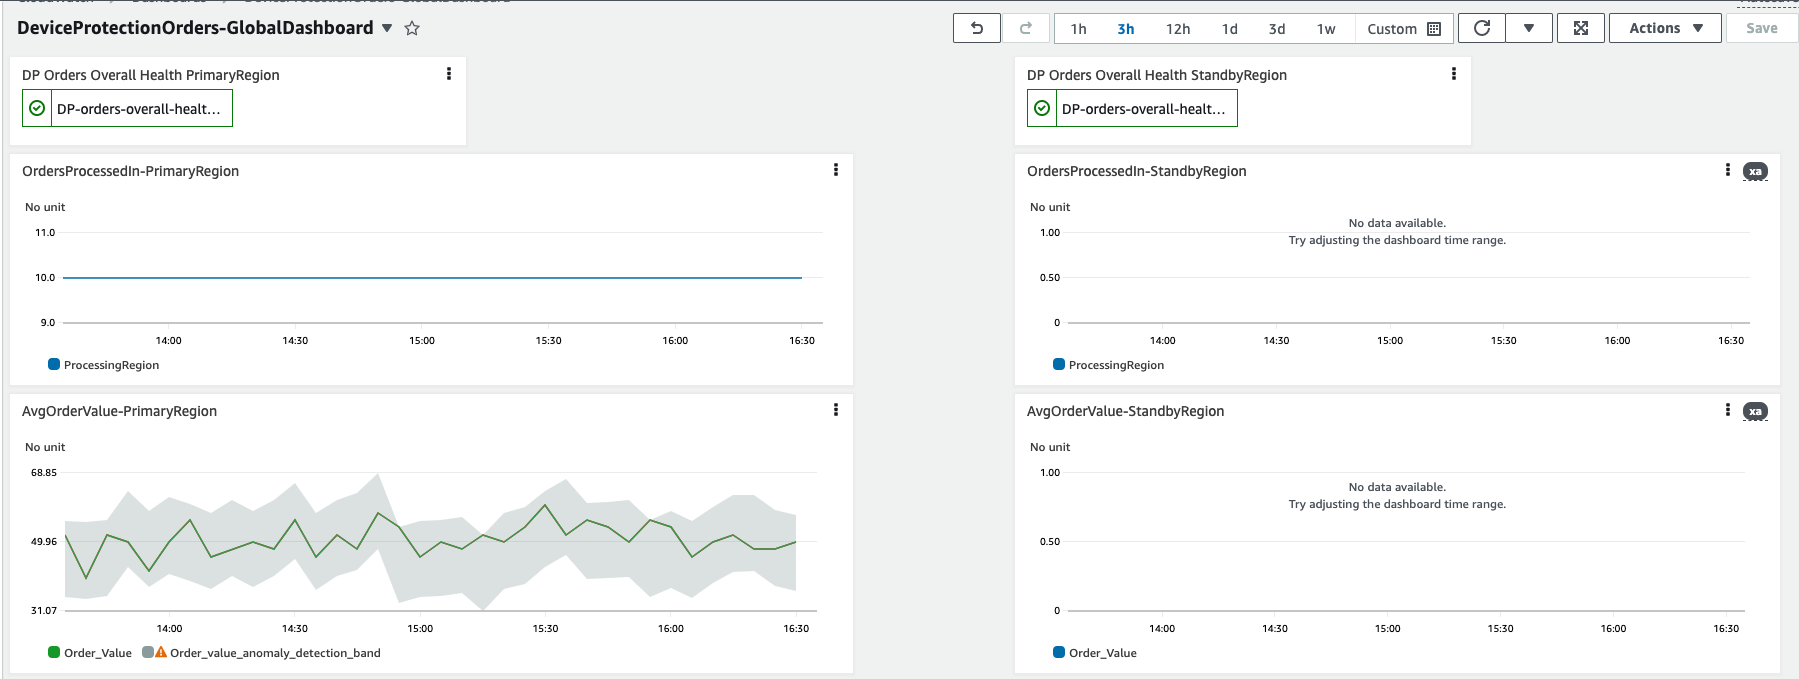 DeviceProtectionOrders-GlobalDashboard
1h 3h 12h 1d 3d 1w Custom
Actions
Save
DP Orders Overall Health PrimaryRegion
DP-orders-overall-healt...
DP Orders Overall Health StandbyRegion
DP-orders-overall-healt...
OrdersProcessedIn-PrimaryRegion
No unit
11.0
10.0
9.0
14:00 14:30 15:00 15:30 16:00 16:30
ProcessingRegion
OrdersProcessedIn-StandbyRegion
xa
No unit
No data available.
Try adjusting the dashboard time range.
1.00
0.50
0
14:00 14:30 15:00 15:30 16:00 16:30
ProcessingRegion
AvgOrderValue-PrimaryRegion
No unit
68.85
49.96
31.07
14:00 14:30 15:00 15:30 16:00 16:30
Order_Value Order_value_anomaly_detection_band
AvgOrderValue-StandbyRegion
xa
No unit
1.00
No data available.
Try adjusting the dashboard time range.
0.50
0
14:00 14:30 15:00 15:30 16:00 16:30
Order_Value